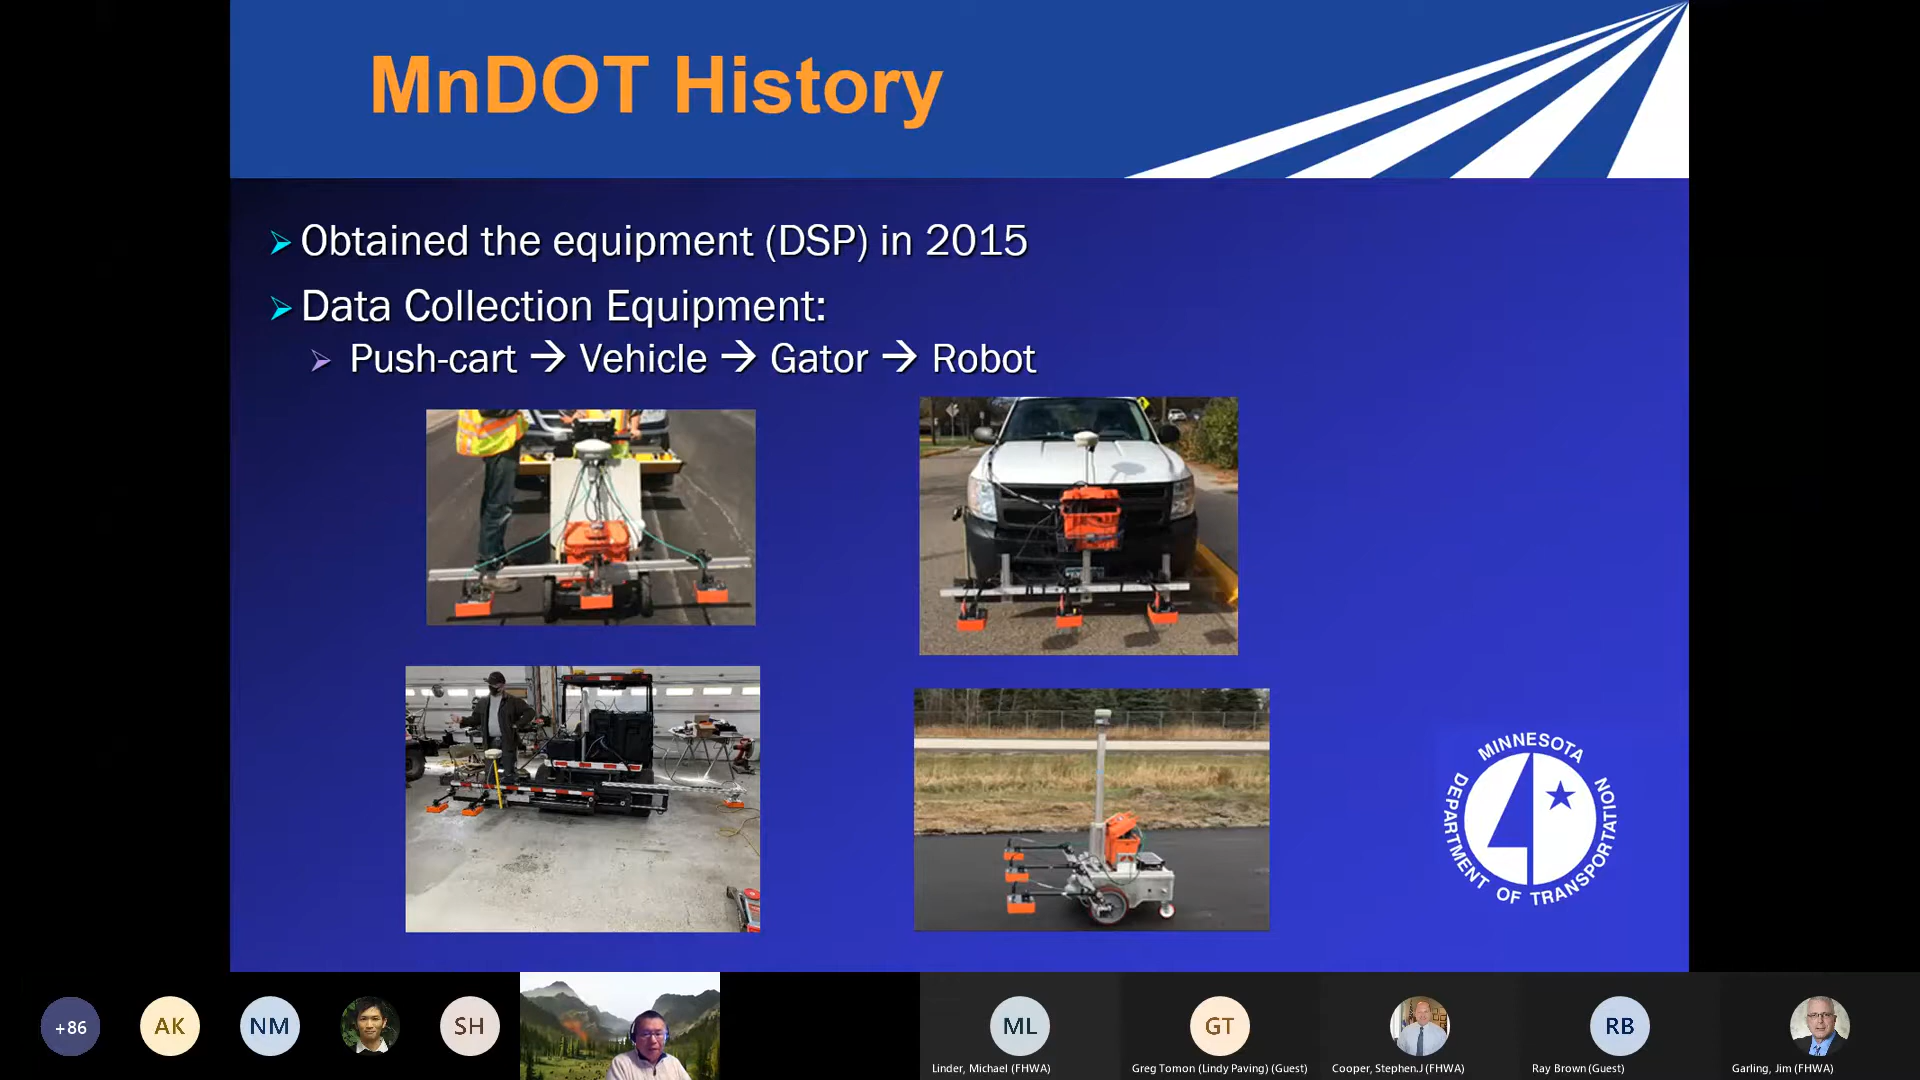 MnDOT History
Obtained the equipment (DSP) in 2015
Data Collection Equipment:
Push-cart → Vehicle → Gator → Robot
MINNESOTA
DEPARTMENT OF TRANSPORTATION
+86
AK
NM
SH
ML
GT
RB
Linder, Michael (FHWA)
Greg Tomon (Lindy Paving) (Guest)
Cooper, Stephen.J (FHWA)
Ray Brown (Guest)
Garling, Jim (FHWA)